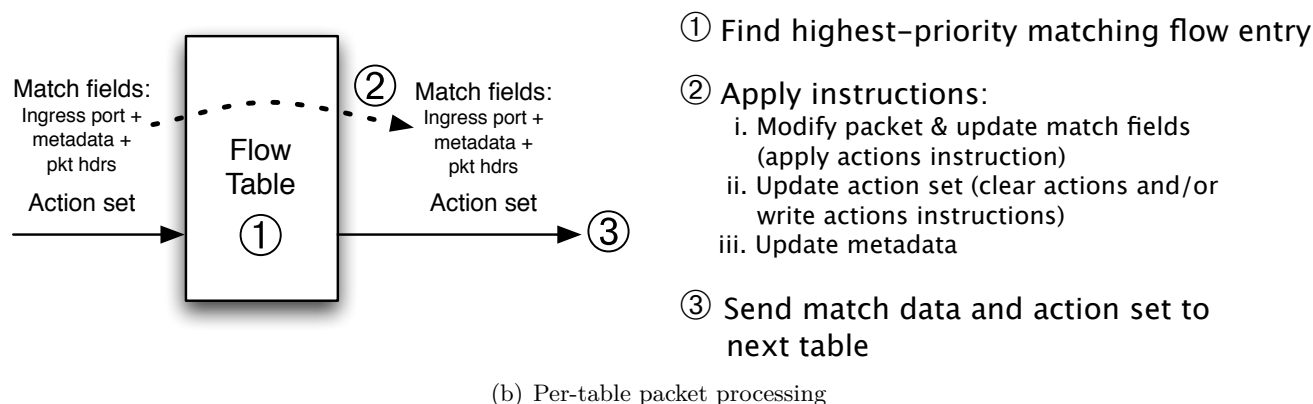 Match fields:
Ingress port +
metadata +
pkt hdrs
Action set
Flow
Table
①
②
Match fields:
Ingress port +
metadata +
pkt hdrs
Action set
③
① Find highest-priority matching flow entry
② Apply instructions:
i. Modify packet & update match fields
(apply actions instruction)
ii. Update action set (clear actions and/or
write actions instructions)
iii. Update metadata
③ Send match data and action set to
next table
(b) Per-table packet processing